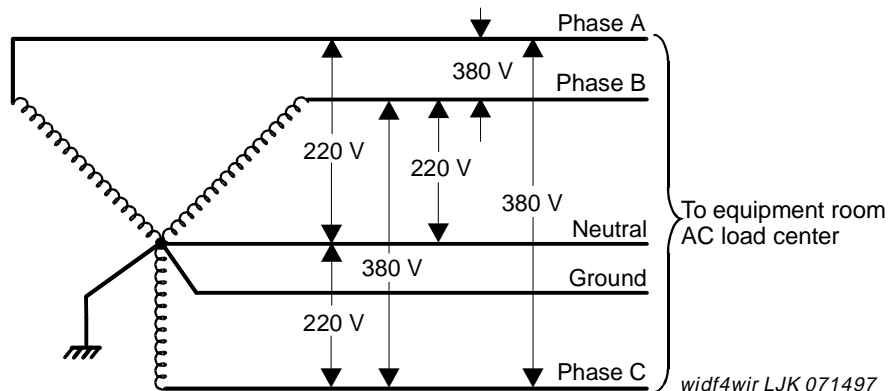 Phase A
380 V
Phase B
220 V
220 V
380 V
Neutral
To equipment room
AC load center
380 V
Ground
220 V
Phase C
widf4wir LJK 071497